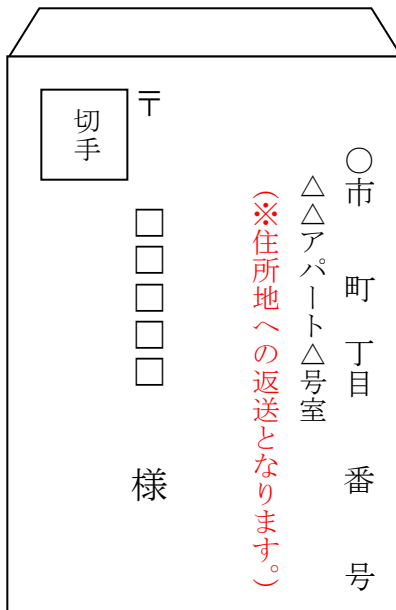 ○市　町　丁目　番　号
△△アパート△号室
（※住所地への返送となります。）
〒
□□□□□　様
切手